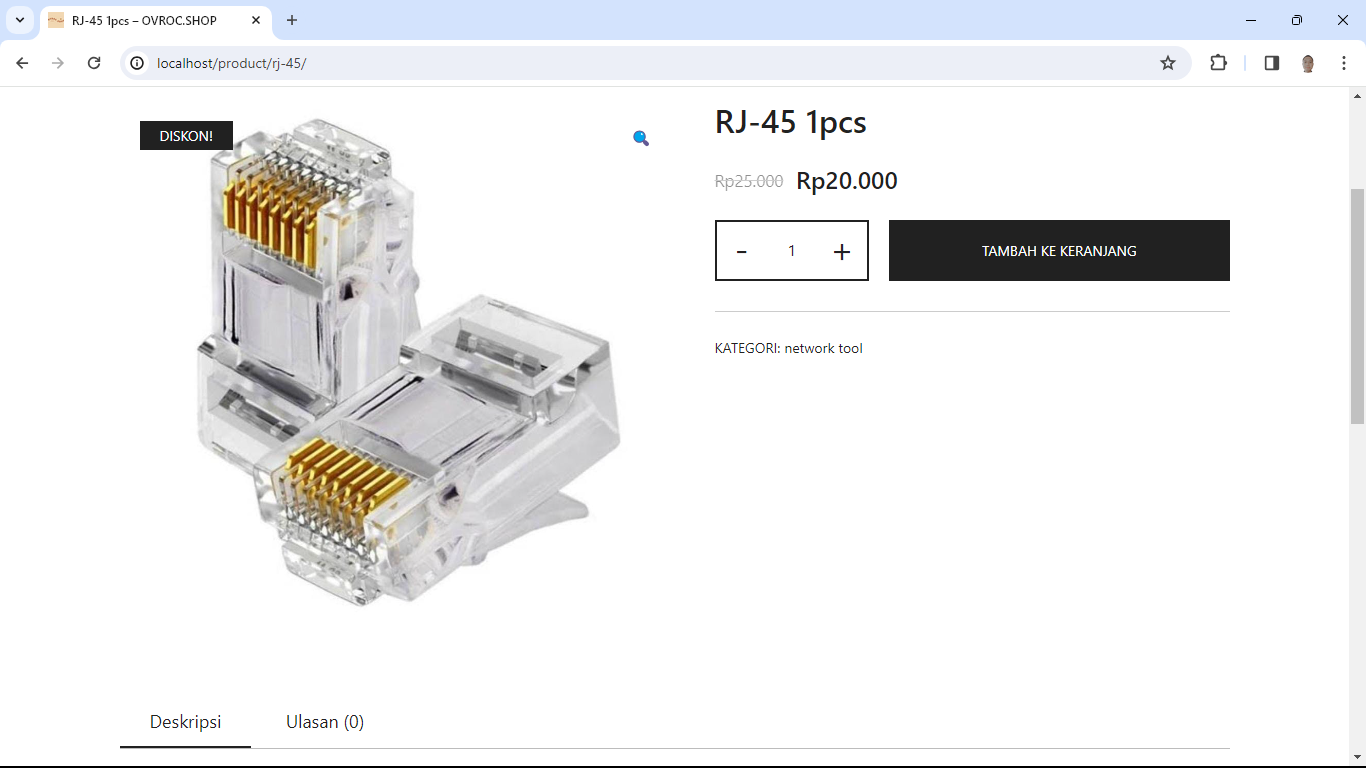 RJ-45 1pcs – OVROC.SHOP
localhost/product/rj-45/
DISKON!
RJ-45 1pcs
Rp25.000 Rp20.000
- 1 + TAMBAH KE KERANJANG
KATEGORI: network tool
Deskripsi Ulasan (0)